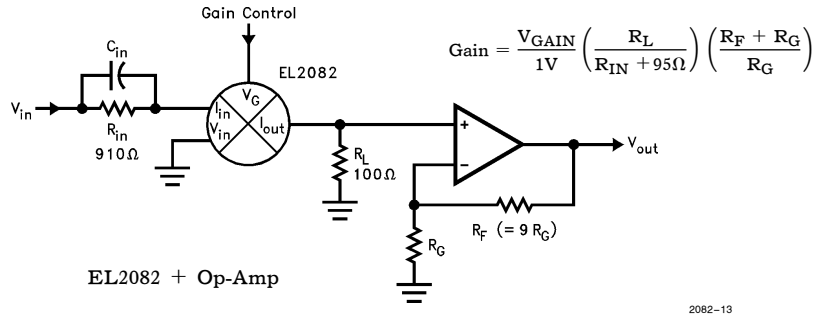 Gain Control
Gain = V_GAIN / 1V (R_L / R_IN + 95Ω) (R_F + R_G / R_G)
C_in
EL2082
V_in
R_in
910Ω
V_G
I_in
V_in
I_out
R_L
100Ω
+
−
V_out
R_F (= 9 R_G)
R_G
EL2082 + Op-Amp
2082−13